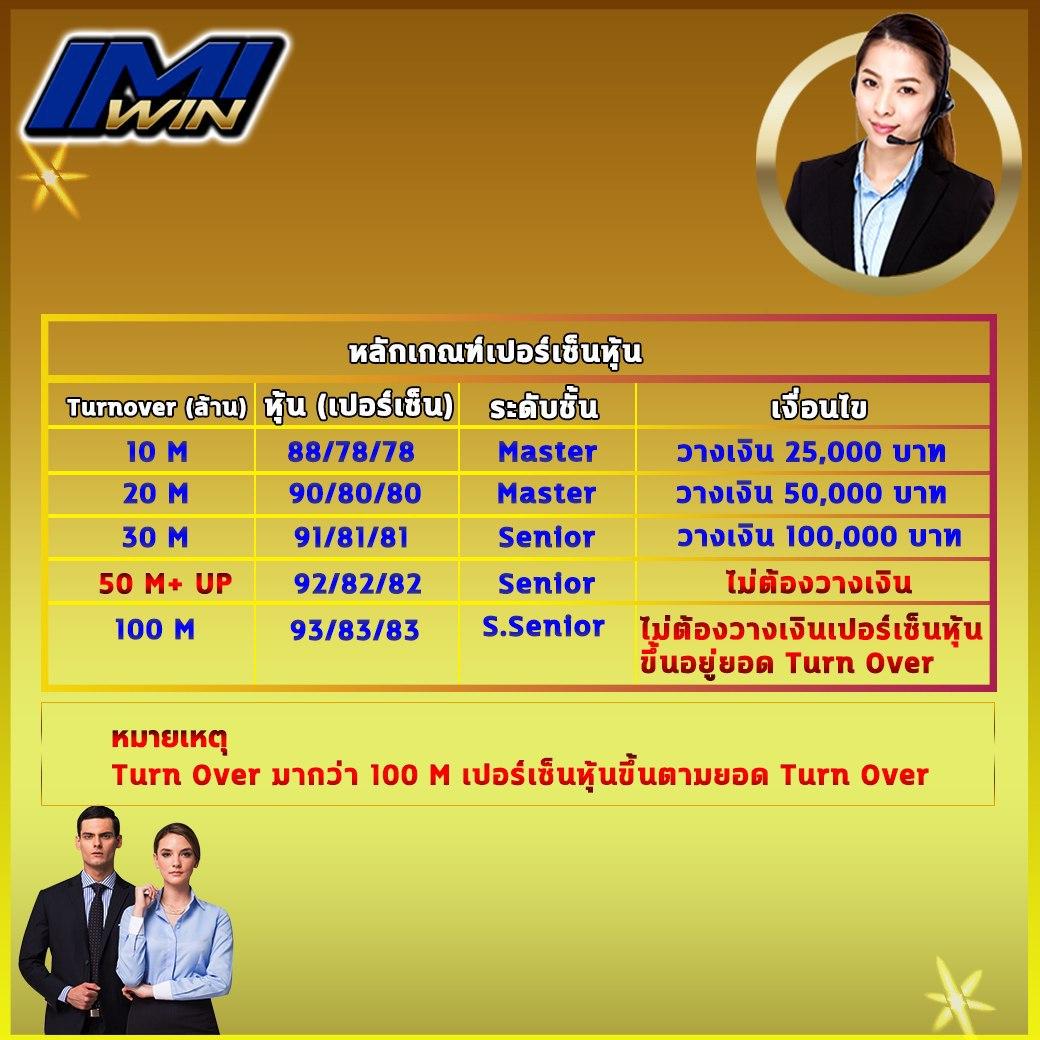 IMI WIN
หลักเกณฑ์เปอร์เซ็นหุ้น
Turnover (ล้าน) หุ้น (เปอร์เซ็น) ระดับชั้น เงื่อนไข
10 M 88/78/78 Master วางเงิน 25,000 บาท
20 M 90/80/80 Master วางเงิน 50,000 บาท
30 M 91/81/81 Senior วางเงิน 100,000 บาท
50 M+ UP 92/82/82 Senior ไม่ต้องวางเงิน
100 M 93/83/83 S.Senior ไม่ต้องวางเงินเปอร์เซ็นหุ้น
ขึ้นอยู่ยอด Turn Over
หมายเหตุ
Turn Over มากว่า 100 M เปอร์เซ็นหุ้นขึ้นตามยอด Turn Over